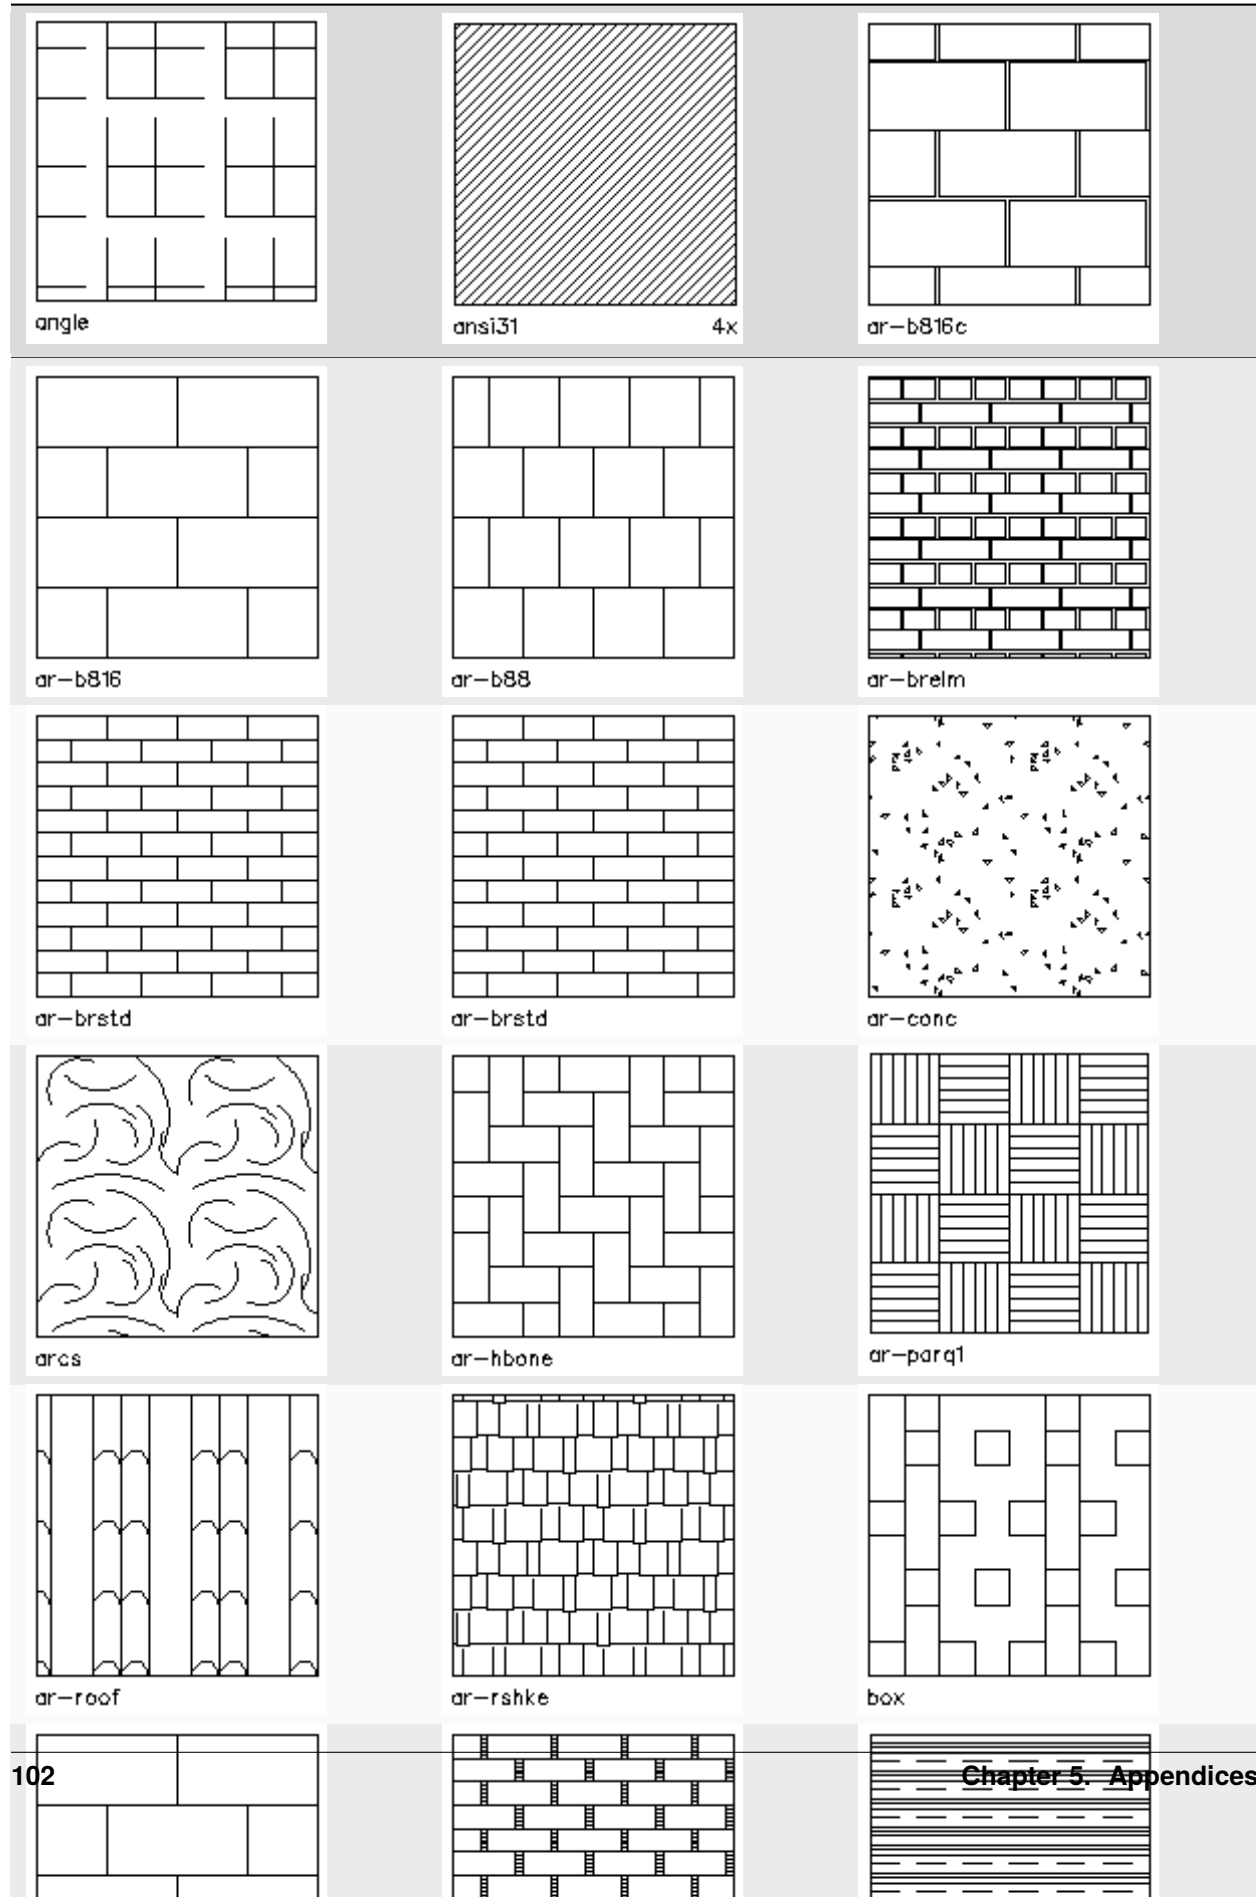 angle
ansi31 4x
ar-b816c
ar-b816
ar-b88
ar-brelm
ar-brstd
ar-brstd
ar-conc
arcs
ar-hbone
ar-parq1
ar-roof
ar-rshke
box
102
Chapter 5. Appendices